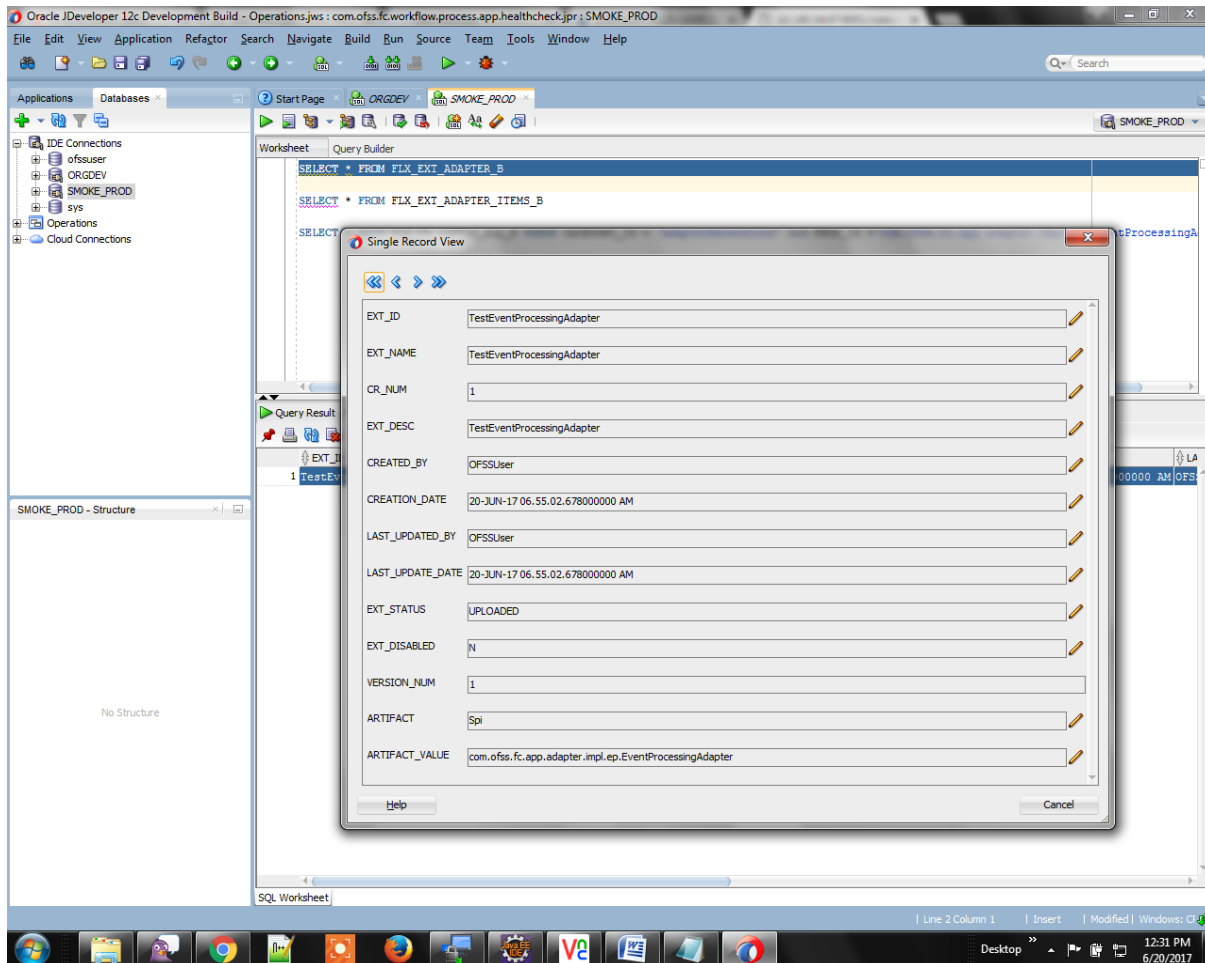 Oracle JDeveloper 12c Development Build - Operations.jws : com.ofss.fc.workflow.process.app.healthcheck.jpr : SMOKE_PROD
File Edit View Application Refactor Search Navigate Build Run Source Team Tools Window Help
Search
Applications Databases
Start Page ORGDEV SMOKE_PROD
SMOKE_PROD
IDE Connections
ofssuser
ORGDEV
SMOKE_PROD
sys
Operations
Cloud Connections
Worksheet Query Builder
SELECT * FROM FLX_EXT_ADAPTER_B
SELECT * FROM FLX_EXT_ADAPTER_ITEMS_B
SELECT
Single Record View
EXT_ID TestEventProcessingAdapter
EXT_NAME TestEventProcessingAdapter
CR_NUM 1
EXT_DESC TestEventProcessingAdapter
CREATED_BY OFSSUser
CREATION_DATE 20-JUN-17 06.55.02.678000000 AM
LAST_UPDATED_BY OFSSUser
LAST_UPDATE_DATE 20-JUN-17 06.55.02.678000000 AM
EXT_STATUS UPLOADED
EXT_DISABLED N
VERSION_NUM 1
ARTIFACT Spi
ARTIFACT_VALUE com.ofss.fc.app.adapter.impl.ep.EventProcessingAdapter
Help Cancel
Query Result
1
AM
SMOKE_PROD - Structure
No Structure
SQL Worksheet
Line 2 Column 1 Insert Modified Windows:
Desktop 12:31 PM
6/20/2017